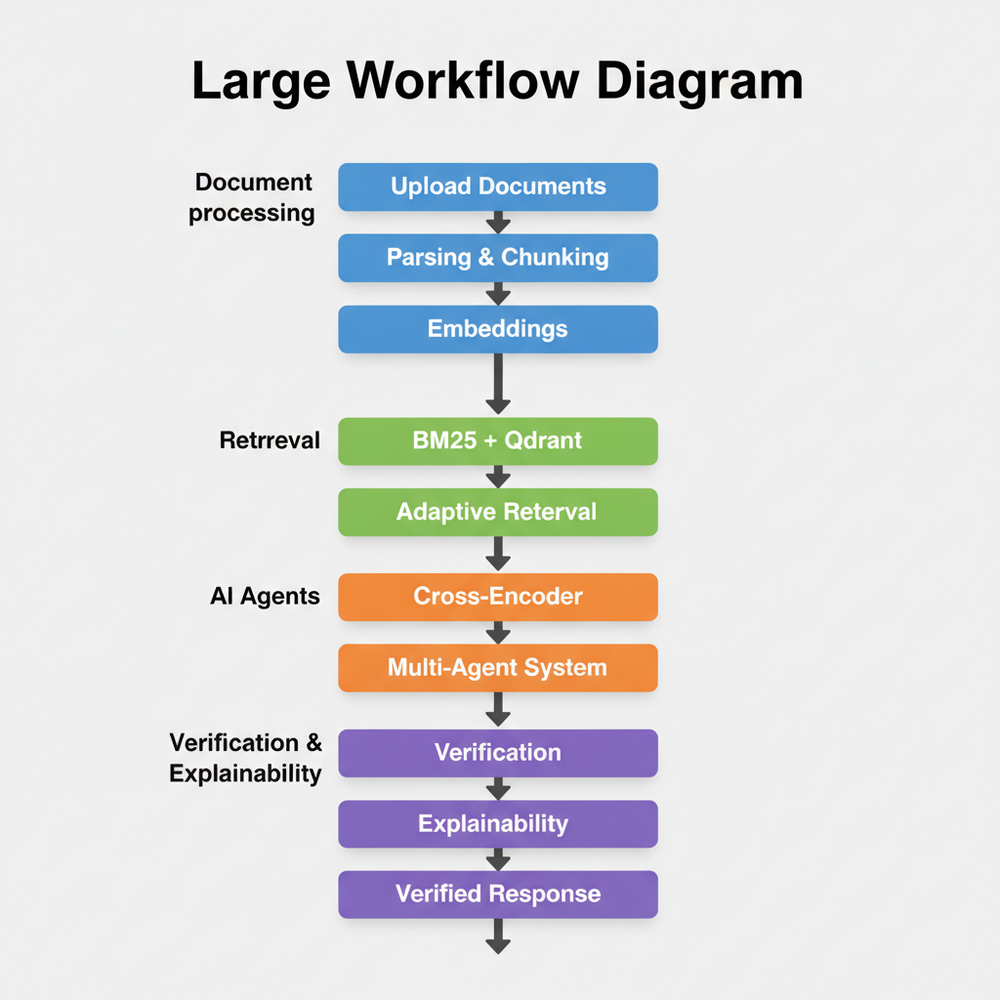 Large Workflow Diagram
Document
processing
Upload Documents
Parsing & Chunking
Embeddings
Retrreval
BM25 + Qdrant
Adaptive Reterval
AI Agents
Cross-Encoder
Multi-Agent System
Verification &
Explainability
Verification
Explainability
Verified Response